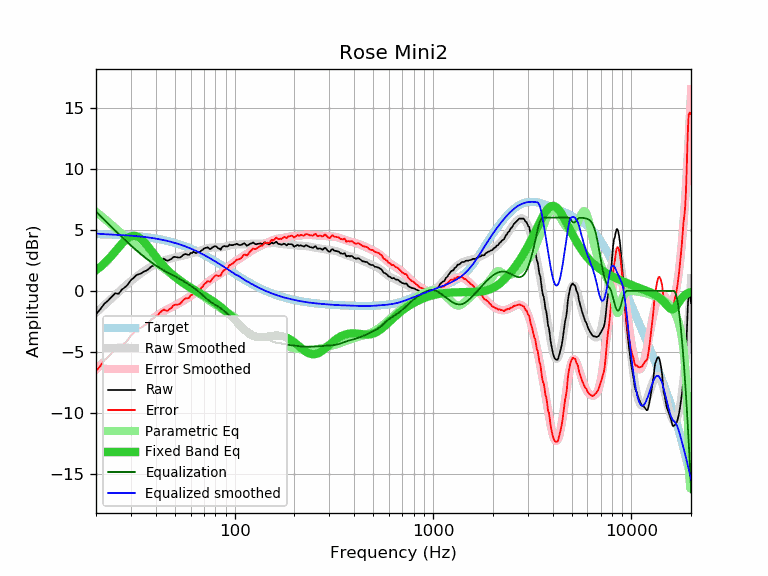 Rose Mini2
15
10
5
0
−5
−10
−15
Amplitude (dBr)
Target
Raw Smoothed
Error Smoothed
Raw
Error
Parametric Eq
Fixed Band Eq
Equalization
Equalized smoothed
100
1000
10000
Frequency (Hz)